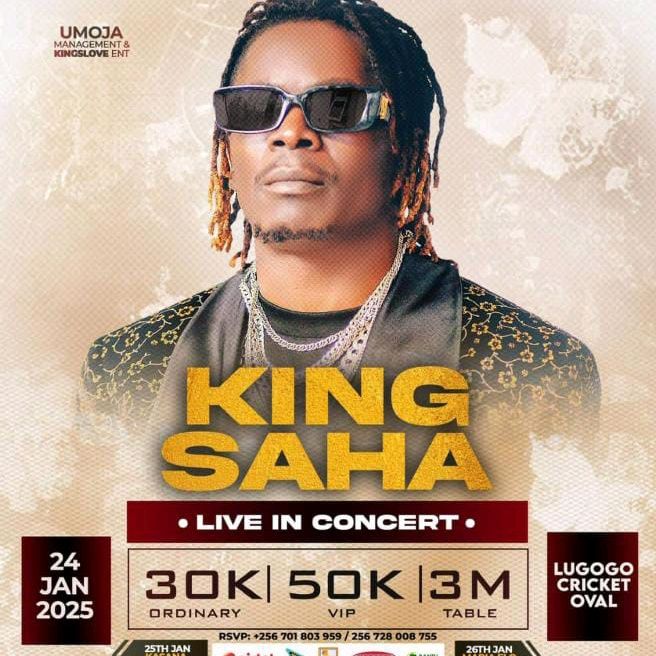 UMOJA
MANAGEMENT &
KINGSLOVE ENT
KING
SAHA
• LIVE IN CONCERT •
24
JAN
2025
30K
ORDINARY
50K
VIP
3M
TABLE
LUGOGO
CRICKET
OVAL
RSVP: +256 701 803 959 / 256 728 008 755
25TH JAN
26TH JAN